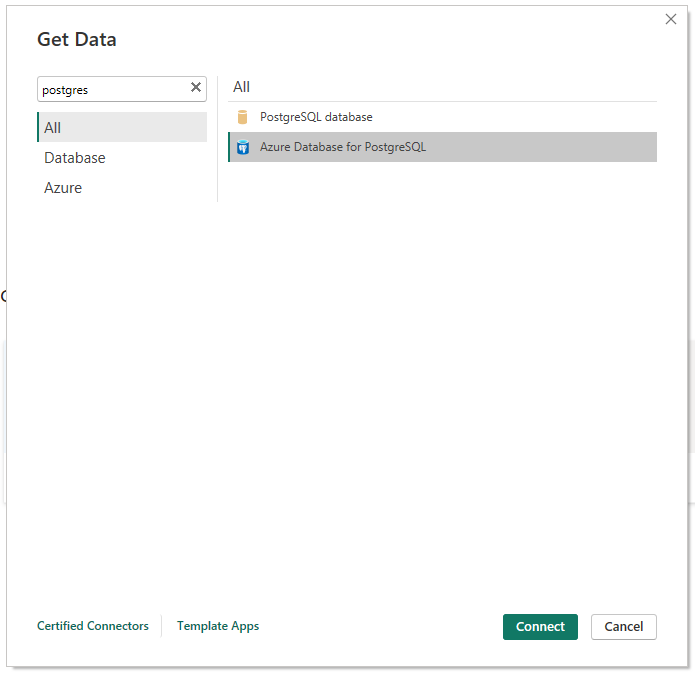 Get Data
postgres
All
Database
Azure
All
PostgreSQL database
Azure Database for PostgreSQL
Certified Connectors
Template Apps
Connect
Cancel